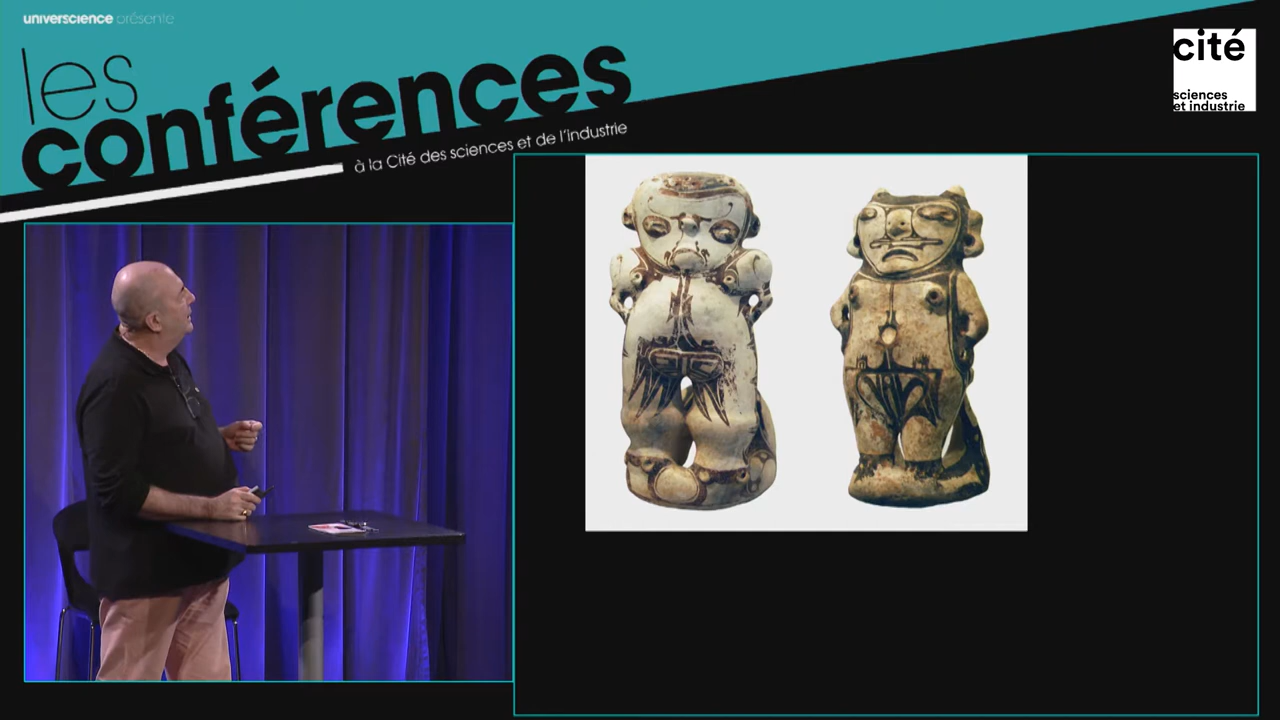 universcience présente
les
conférences
à la Cité des sciences et de l'industrie
cité
sciences
et industrie